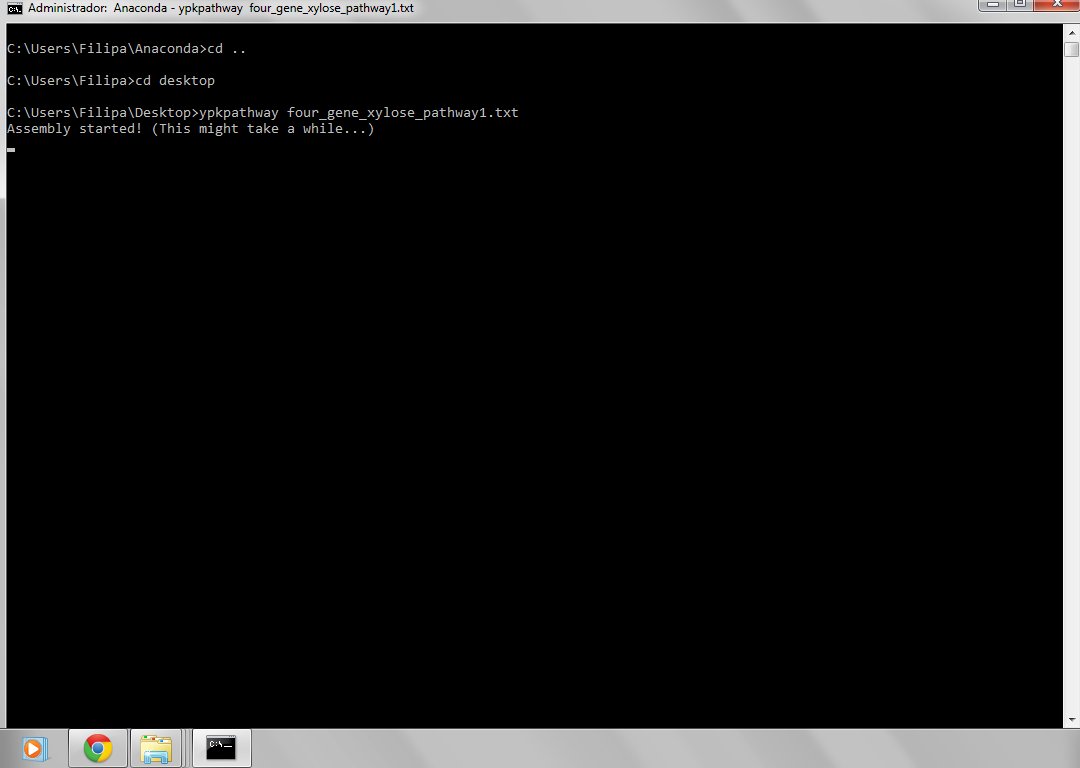 Administrador: Anaconda - ypkpathway four_gene_xylose_pathway1.txt
C:\Users\Filipa\Anaconda>cd ..
C:\Users\Filipa>cd desktop
C:\Users\Filipa\Desktop>ypkpathway four_gene_xylose_pathway1.txt
Assembly started! (This might take a while...)